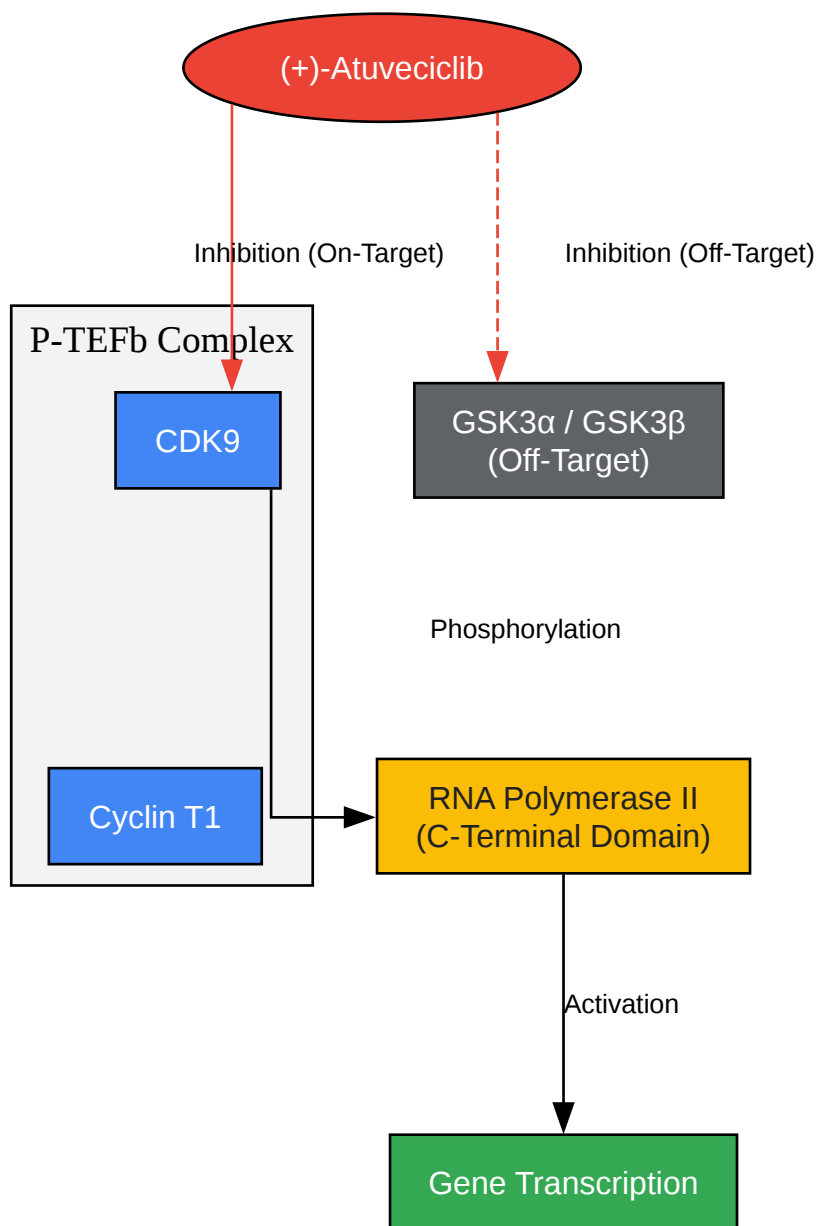 (+)-Atuveciclib
Inhibition (On-Target)
Inhibition (Off-Target)
P-TEFb Complex
CDK9
GSK3α / GSK3β
(Off-Target)
Phosphorylation
Cyclin T1
RNA Polymerase II
(C-Terminal Domain)
Activation
Gene Transcription